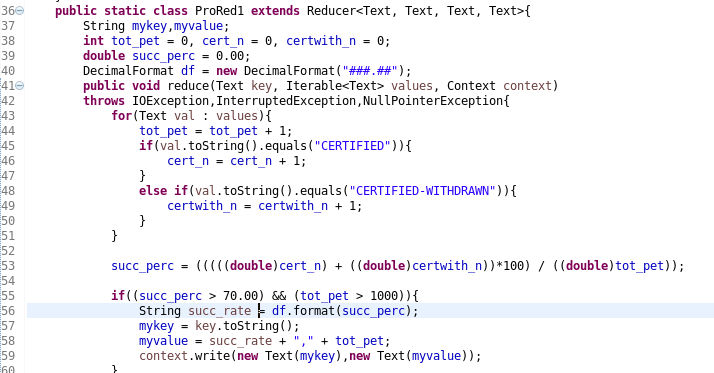 36 public static class ProRed1 extends Reducer<Text, Text, Text, Text>{
37 String mykey,myvalue;
38 int tot_pet = 0, cert_n = 0, certwith_n = 0;
39 double succ_perc = 0.00;
40 DecimalFormat df = new DecimalFormat("###.##");
41 public void reduce(Text key, Iterable<Text> values, Context context)
42 throws IOException,InterruptedException,NullPointerException{
43 for(Text val : values){
44 tot_pet = tot_pet + 1;
45 if(val.toString().equals("CERTIFIED")){
46 cert_n = cert_n + 1;
47 }
48 else if(val.toString().equals("CERTIFIED-WITHDRAWN")){
49 certwith_n = certwith_n + 1;
50 }
51 }
52
53 succ_perc = (((((double)cert_n) + ((double)certwith_n))*100) / ((double)tot_pet));
54
55 if((succ_perc > 70.00) && (tot_pet > 1000)){
56 String succ_rate = df.format(succ_perc);
57 mykey = key.toString();
58 myvalue = succ_rate + "," + tot_pet;
59 context.write(new Text(mykey),new Text(myvalue));
60 }